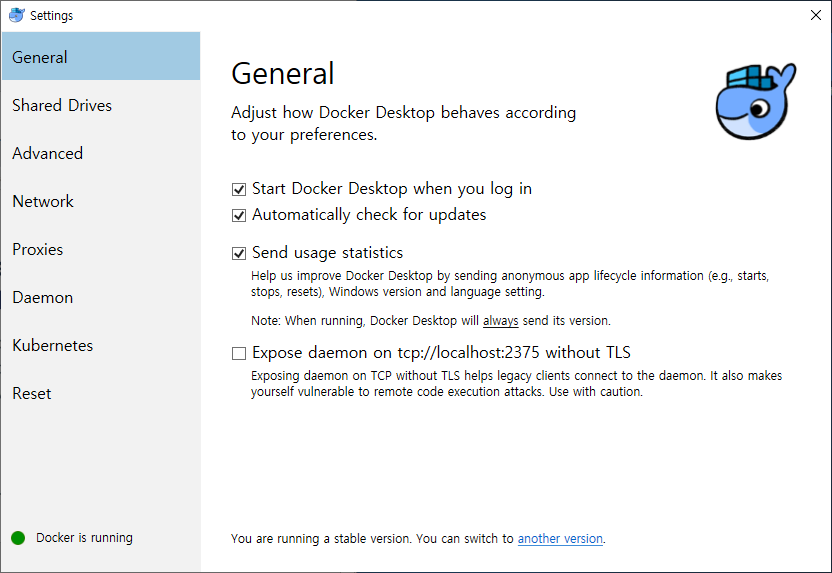 Settings
General
Shared Drives
Advanced
Network
Proxies
Daemon
Kubernetes
Reset
Docker is running
General
Adjust how Docker Desktop behaves according
to your preferences.
Start Docker Desktop when you log in
Automatically check for updates
Send usage statistics
Help us improve Docker Desktop by sending anonymous app lifecycle information (e.g., starts,
stops, resets), Windows version and language setting.
Note: When running, Docker Desktop will always send its version.
Expose daemon on tcp://localhost:2375 without TLS
Exposing daemon on TCP without TLS helps legacy clients connect to the daemon. It also makes
yourself vulnerable to remote code execution attacks. Use with caution.
You are running a stable version. You can switch to another version.